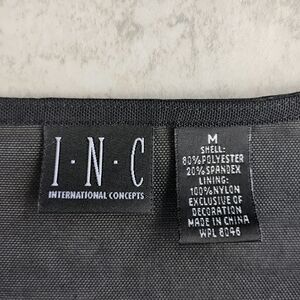 I·N·C
INTERNATIONAL CONCEPTS
M
SHELL:
80%POLYESTER
20%SPANDEX
LINING:
100%NYLON
EXCLUSIVE OF
DECORATION
MADE IN CHINA
WPL 8046